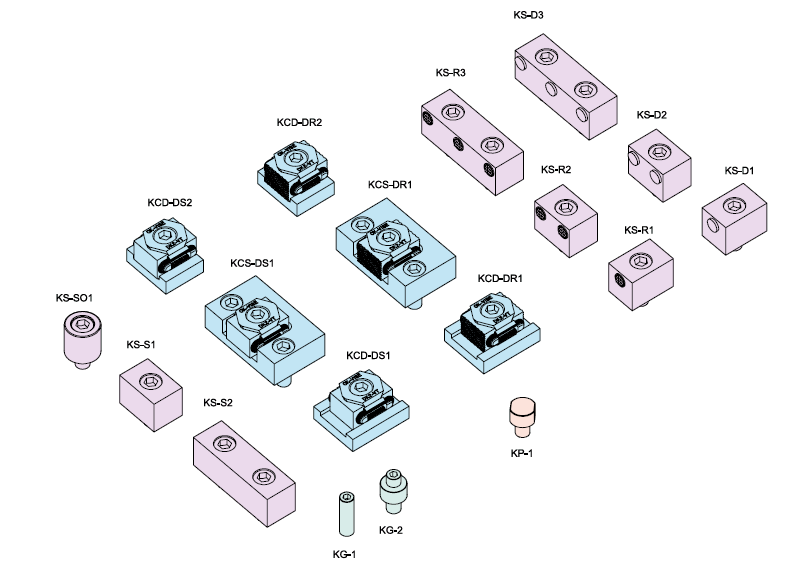 KS-D3
KS-R3
KS-D2
KCD-DR2
KS-R2
KS-D1
KCS-DR1
KCD-DS2
KS-R1
KCS-DS1
KCD-DR1
KS-SO1
KS-S1
KCD-DS1
KS-S2
KP-1
KG-2
KG-1